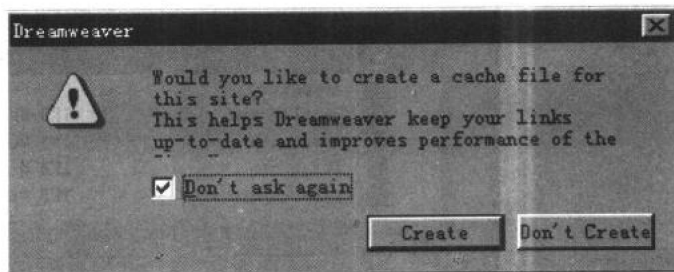 Dreamweaver
Would you like to create a cache file for
this site?
This helps Dreamweaver keep your links
up-to-date and improves performance of the
Don't ask again
Create
Don't Create